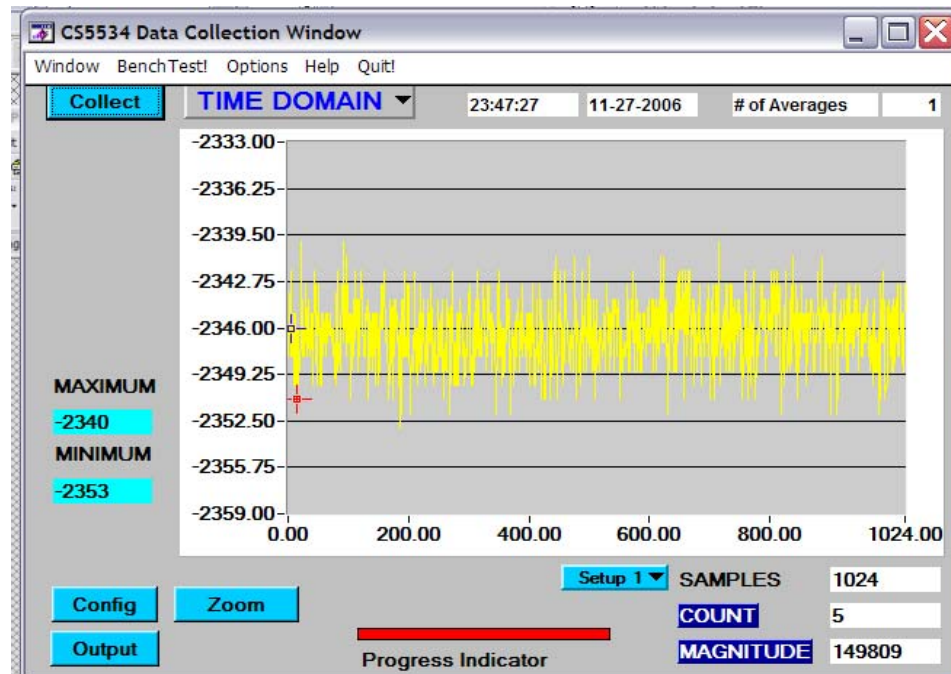 CS5534 Data Collection Window
Window BenchTest! Options Help Quit!
Collect TIME DOMAIN 23:47:27 11-27-2006 # of Averages 1
-2333.00
-2336.25
-2339.50
-2342.75
-2346.00
-2349.25
-2352.50
-2355.75
-2359.00
0.00 200.00 400.00 600.00 800.00 1024.00
MAXIMUM
-2340
MINIMUM
-2353
Setup 1 SAMPLES 1024
Config Zoom COUNT 5
Output Progress Indicator MAGNITUDE 149809